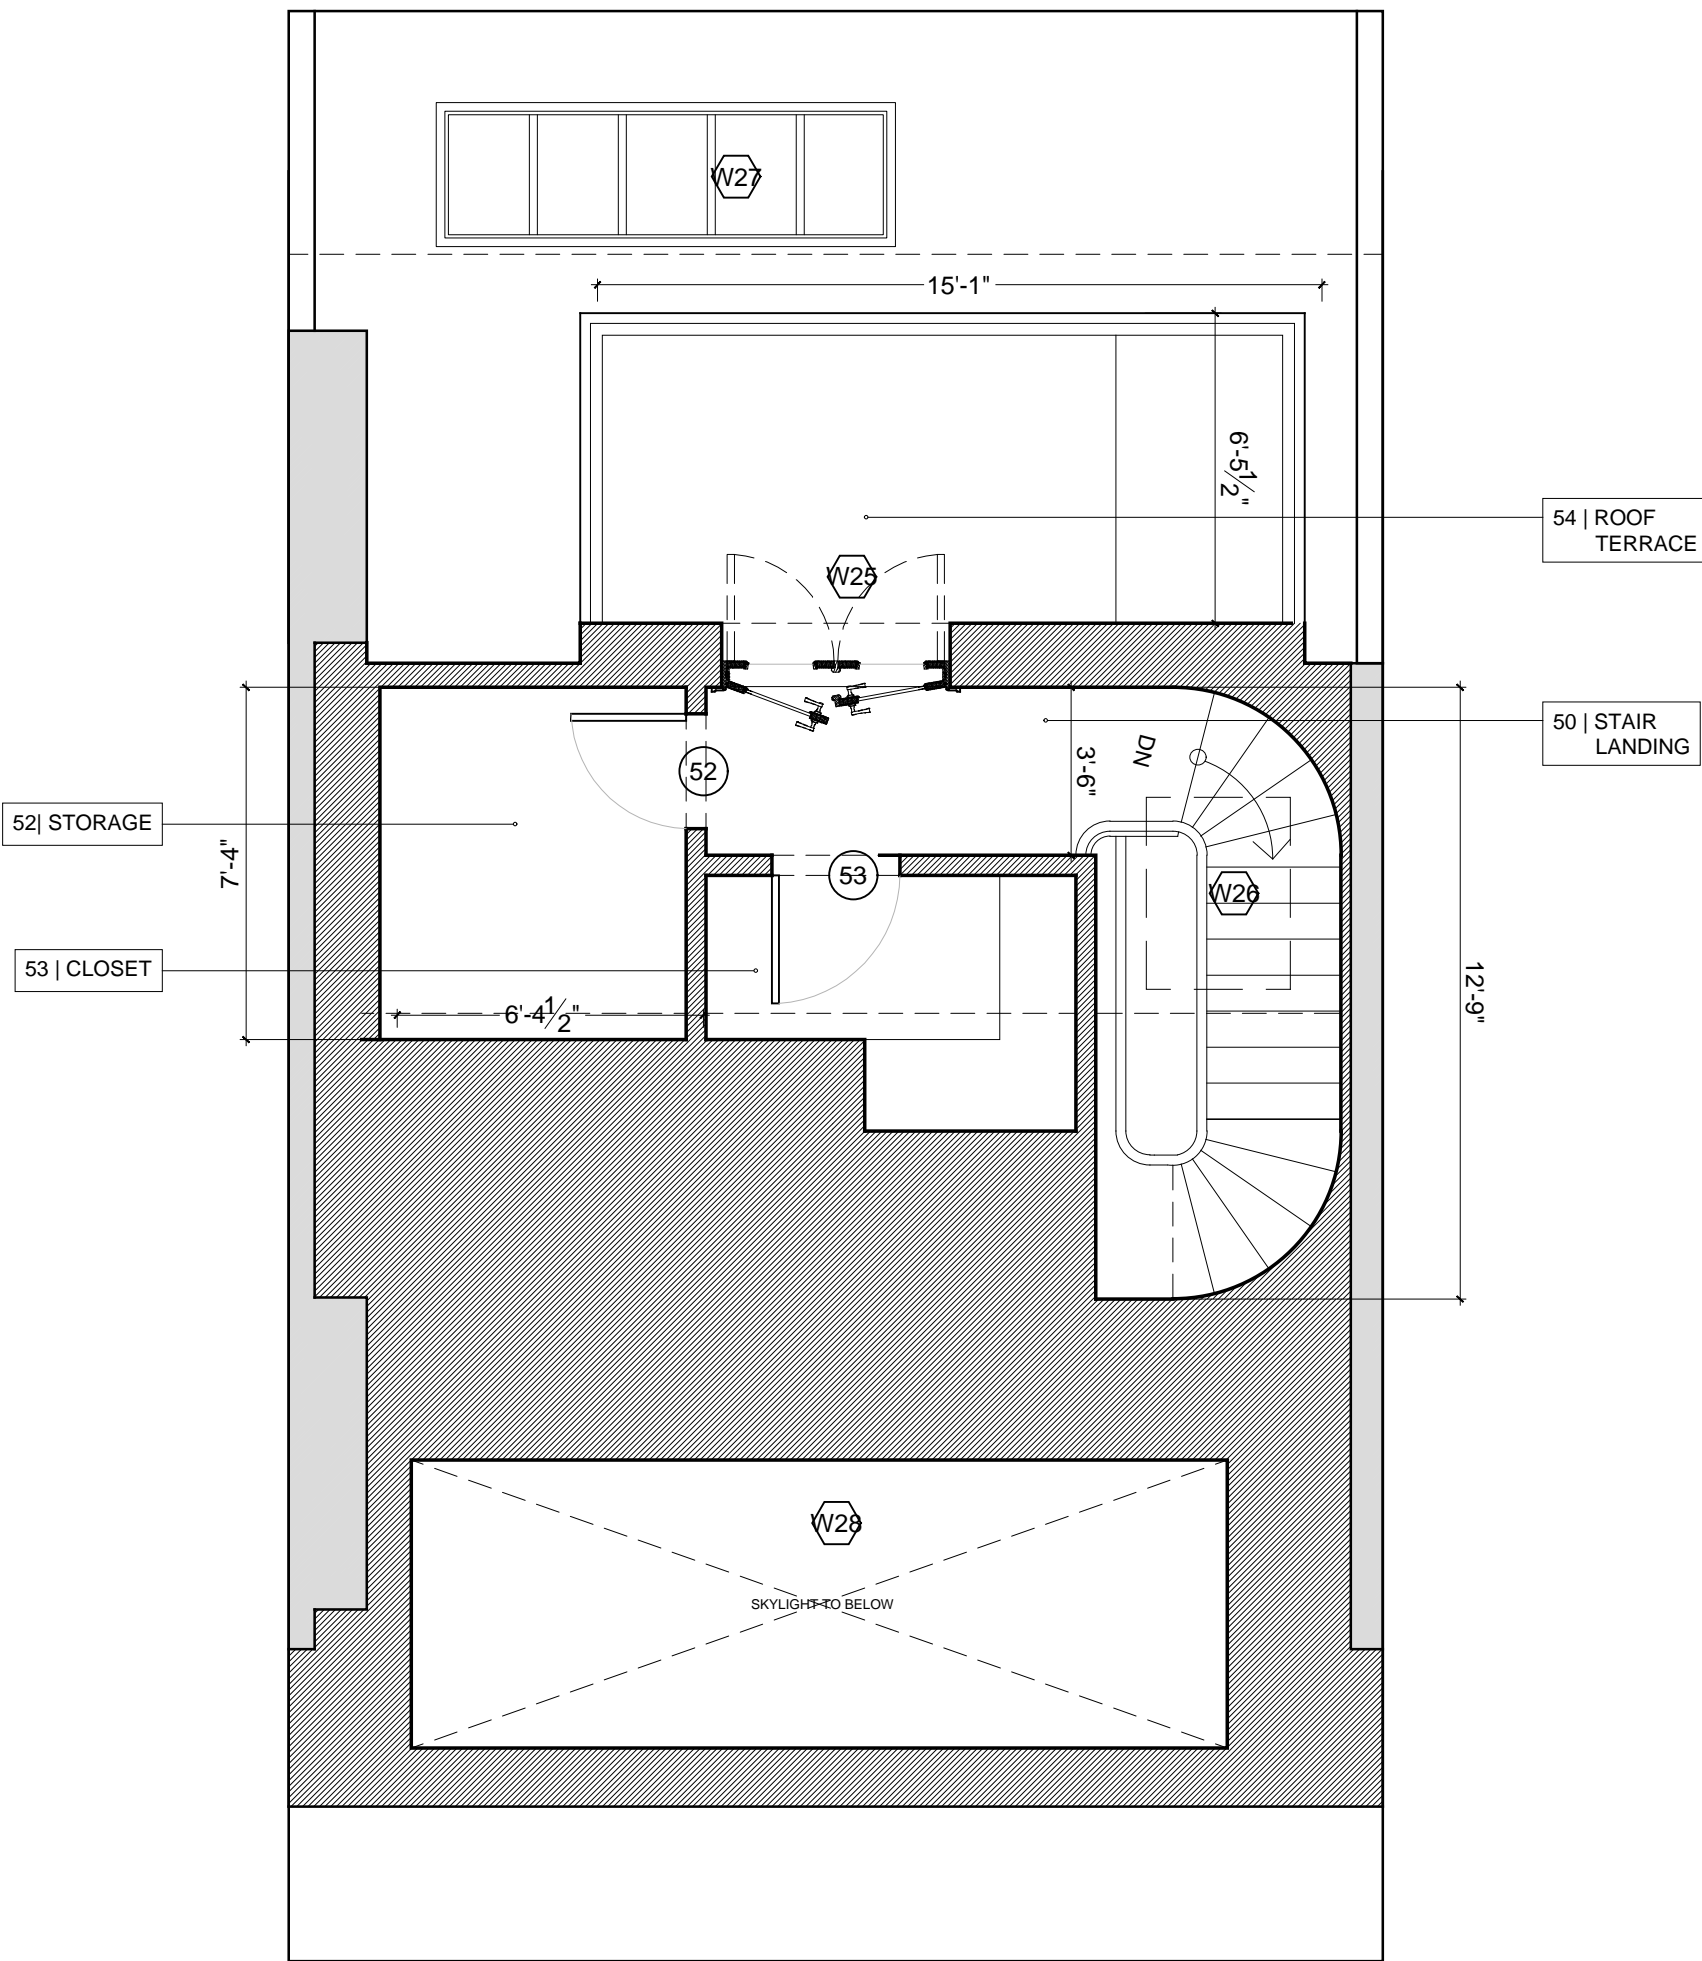 W27
15'-1"
6'-5 1/2"
54 | ROOF
TERRACE
W25
50 | STAIR
LANDING
DN
3'-6"
52
52| STORAGE
7'-4"
53
W26
53 | CLOSET
6'-4 1/2"
12'-9"
W28
SKYLIGHT TO BELOW